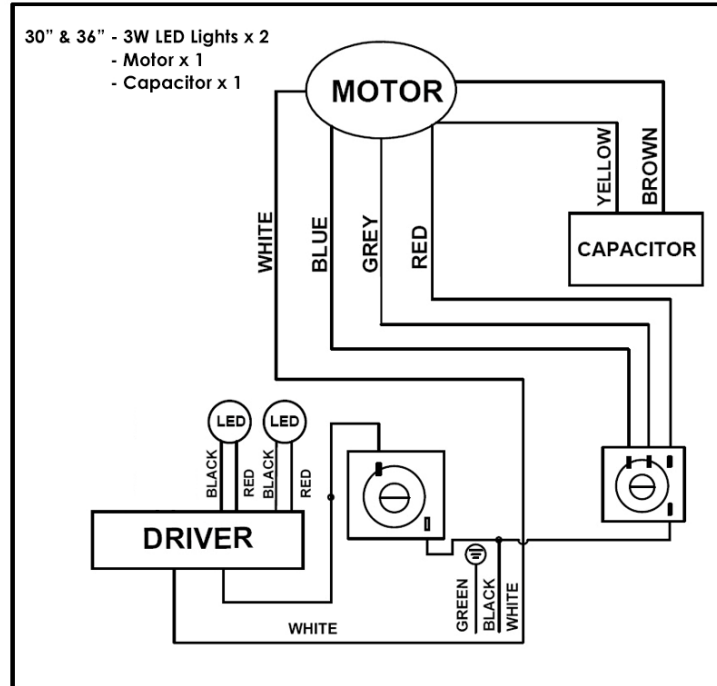 30" & 36" - 3W LED Lights x 2
- Motor x 1
- Capacitor x 1
MOTOR
YELLOW
BROWN
WHITE
BLUE
GREY
RED
CAPACITOR
LED
LED
BLACK
RED
BLACK
RED
DRIVER
GREEN
BLACK
WHITE
WHITE